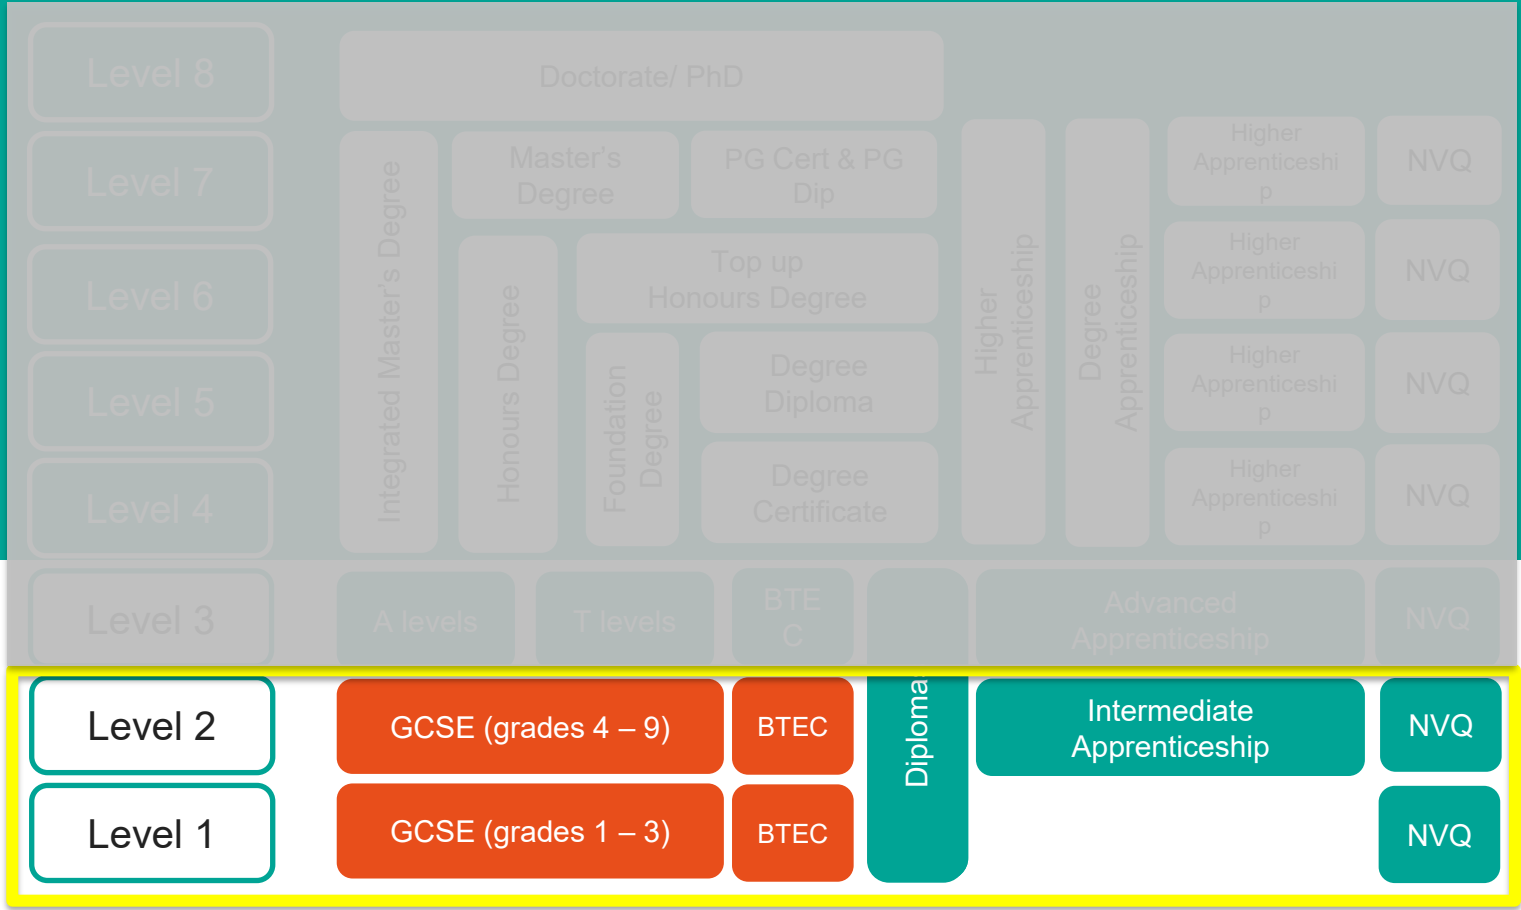 Level 8
Doctorate/ PhD
Level 7
Integrated Master's Degree
Master's
Degree
PG Cert & PG
Dip
Higher
Apprenticeship
Degree
Apprenticeship
Higher
Apprenticeshi
p
NVQ
Level 6
Honours Degree
Top up
Honours Degree
Higher
Apprenticeshi
p
NVQ
Level 5
Foundation
Degree
Degree
Diploma
Higher
Apprenticeshi
p
NVQ
Level 4
Degree
Certificate
Higher
Apprenticeshi
p
NVQ
Level 3
A levels
T levels
BTE
C
Advanced
Apprenticeship
NVQ
Level 2
GCSE (grades 4 – 9)
BTEC
Diploma
Intermediate
Apprenticeship
NVQ
Level 1
GCSE (grades 1 – 3)
BTEC
NVQ